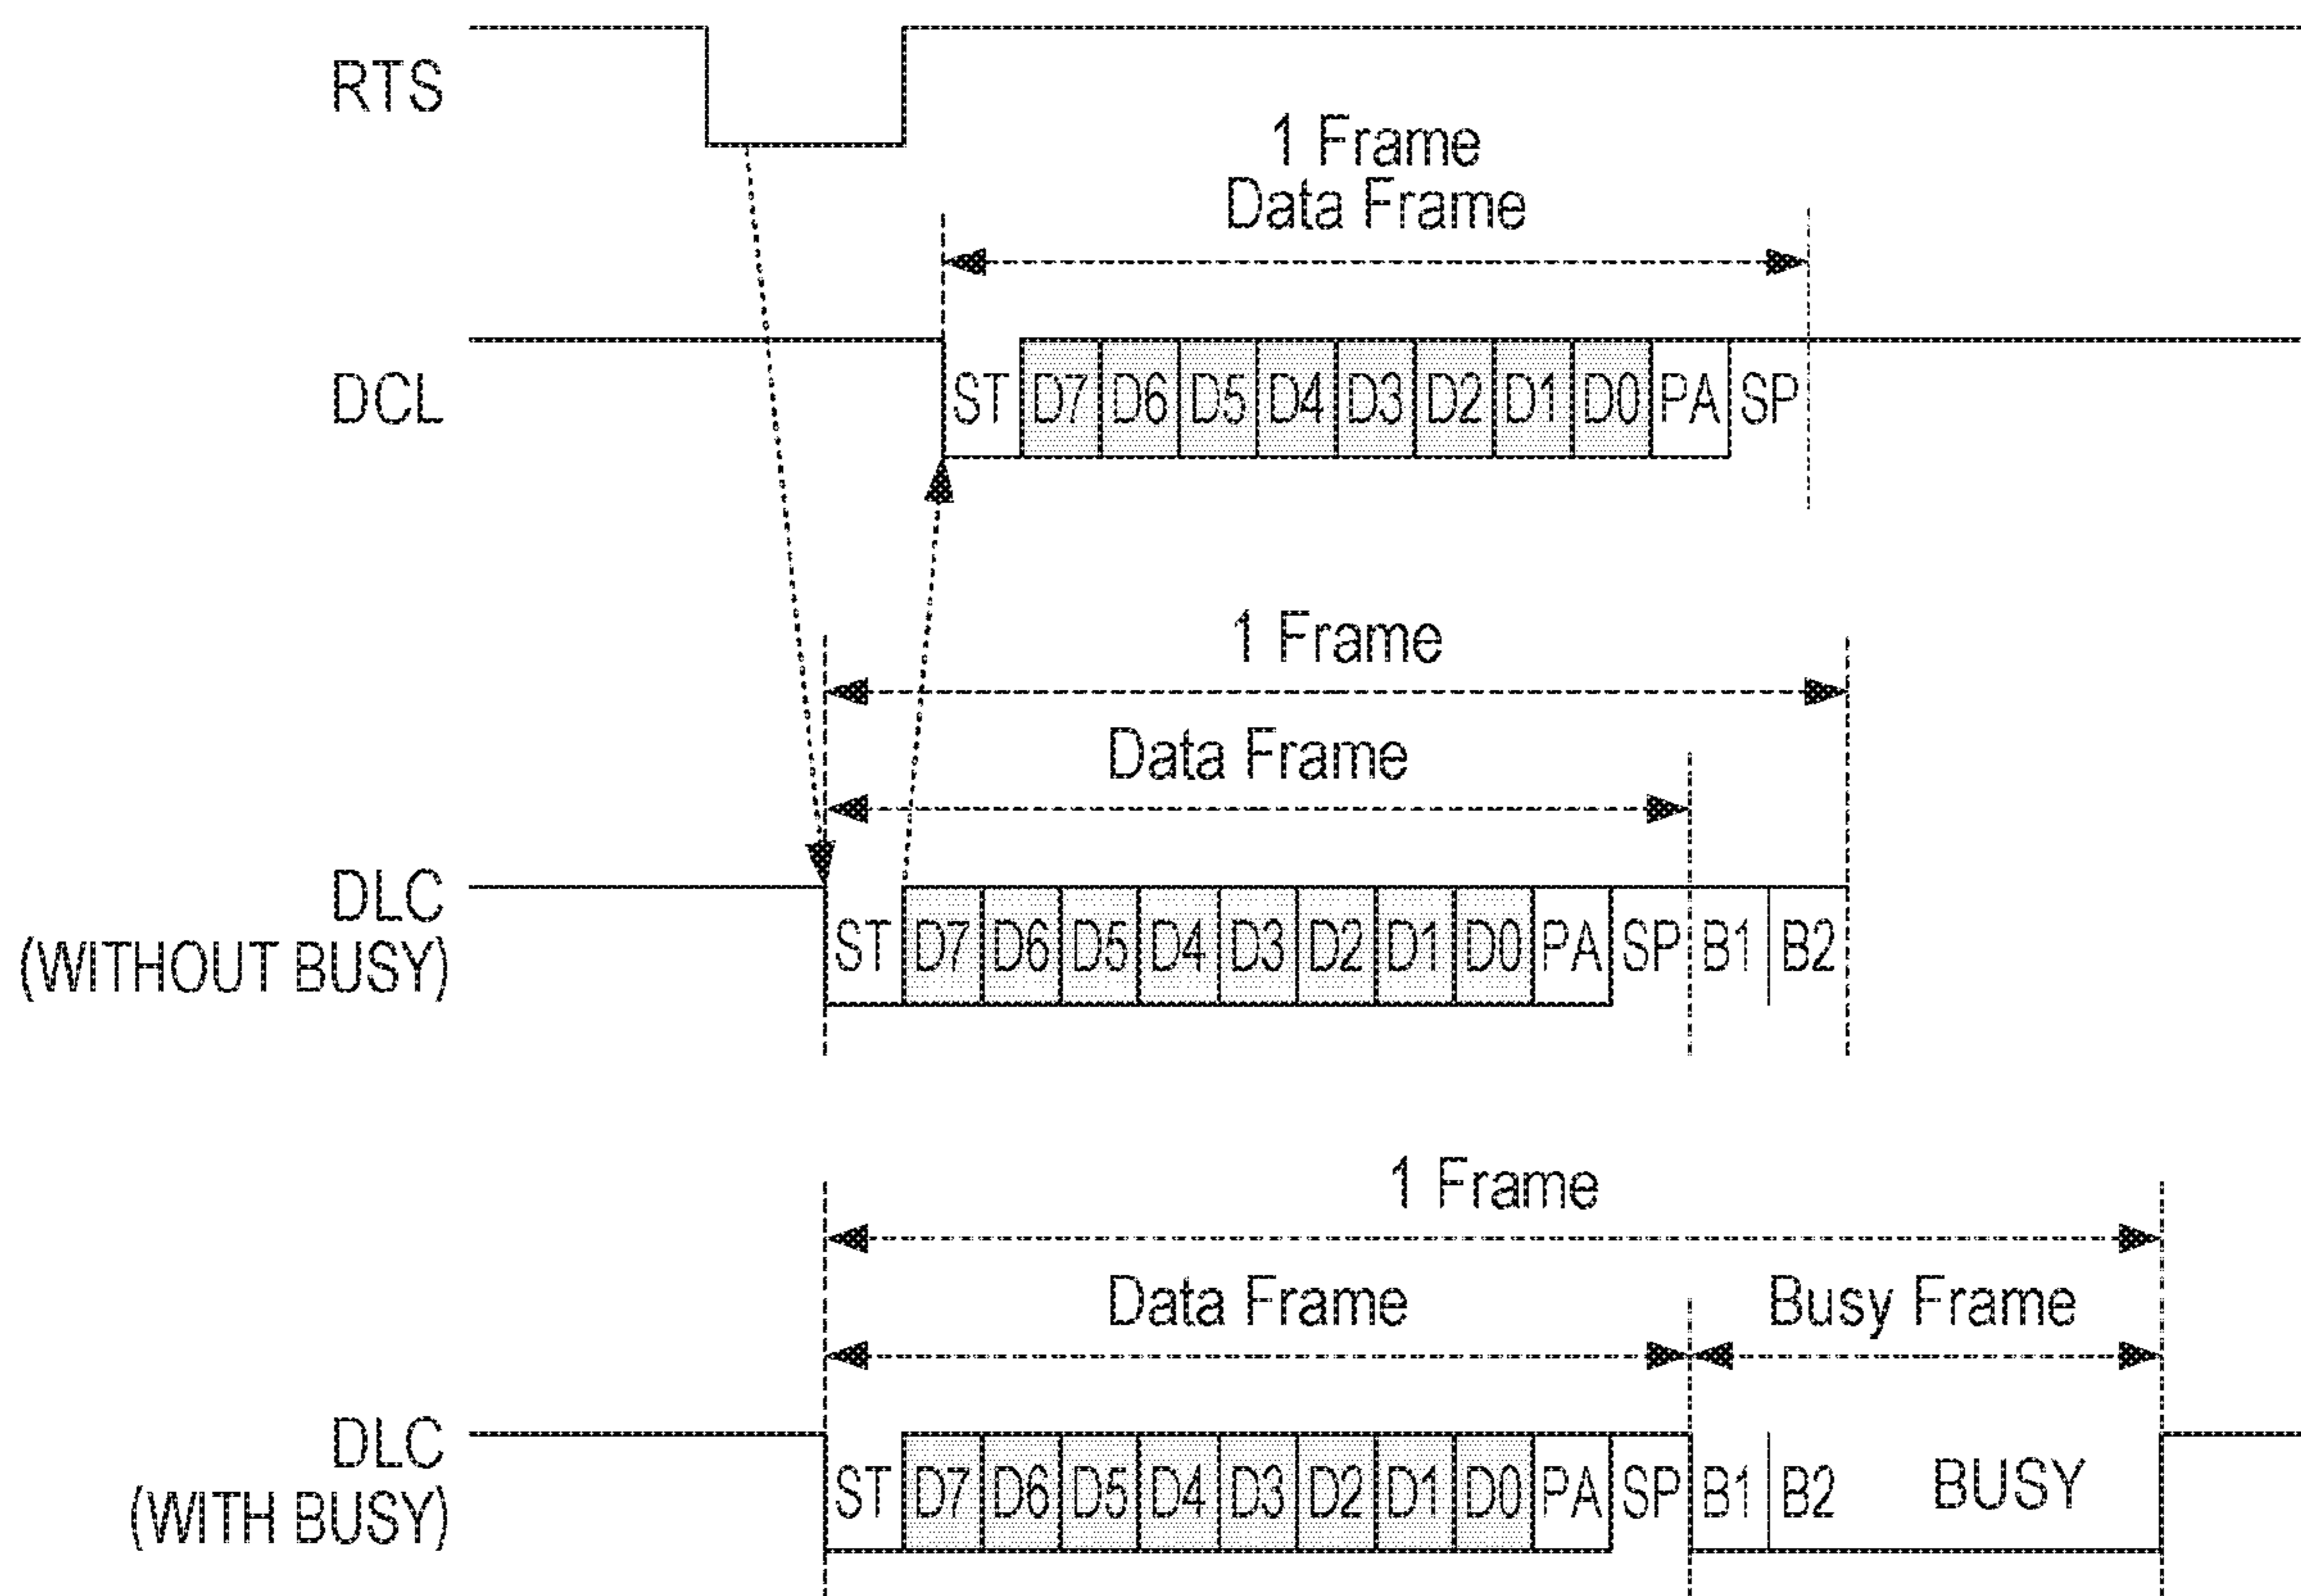 RTS
1 Frame
Data Frame
DCL
ST D7 D6 D5 D4 D3 D2 D1 D0 PA SP
1 Frame
Data Frame
DLC
(WITHOUT BUSY)
ST D7 D6 D5 D4 D3 D2 D1 D0 PA SP B1 B2
1 Frame
Data Frame Busy Frame
DLC
(WITH BUSY)
ST D7 D6 D5 D4 D3 D2 D1 D0 PA SP B1 B2 BUSY